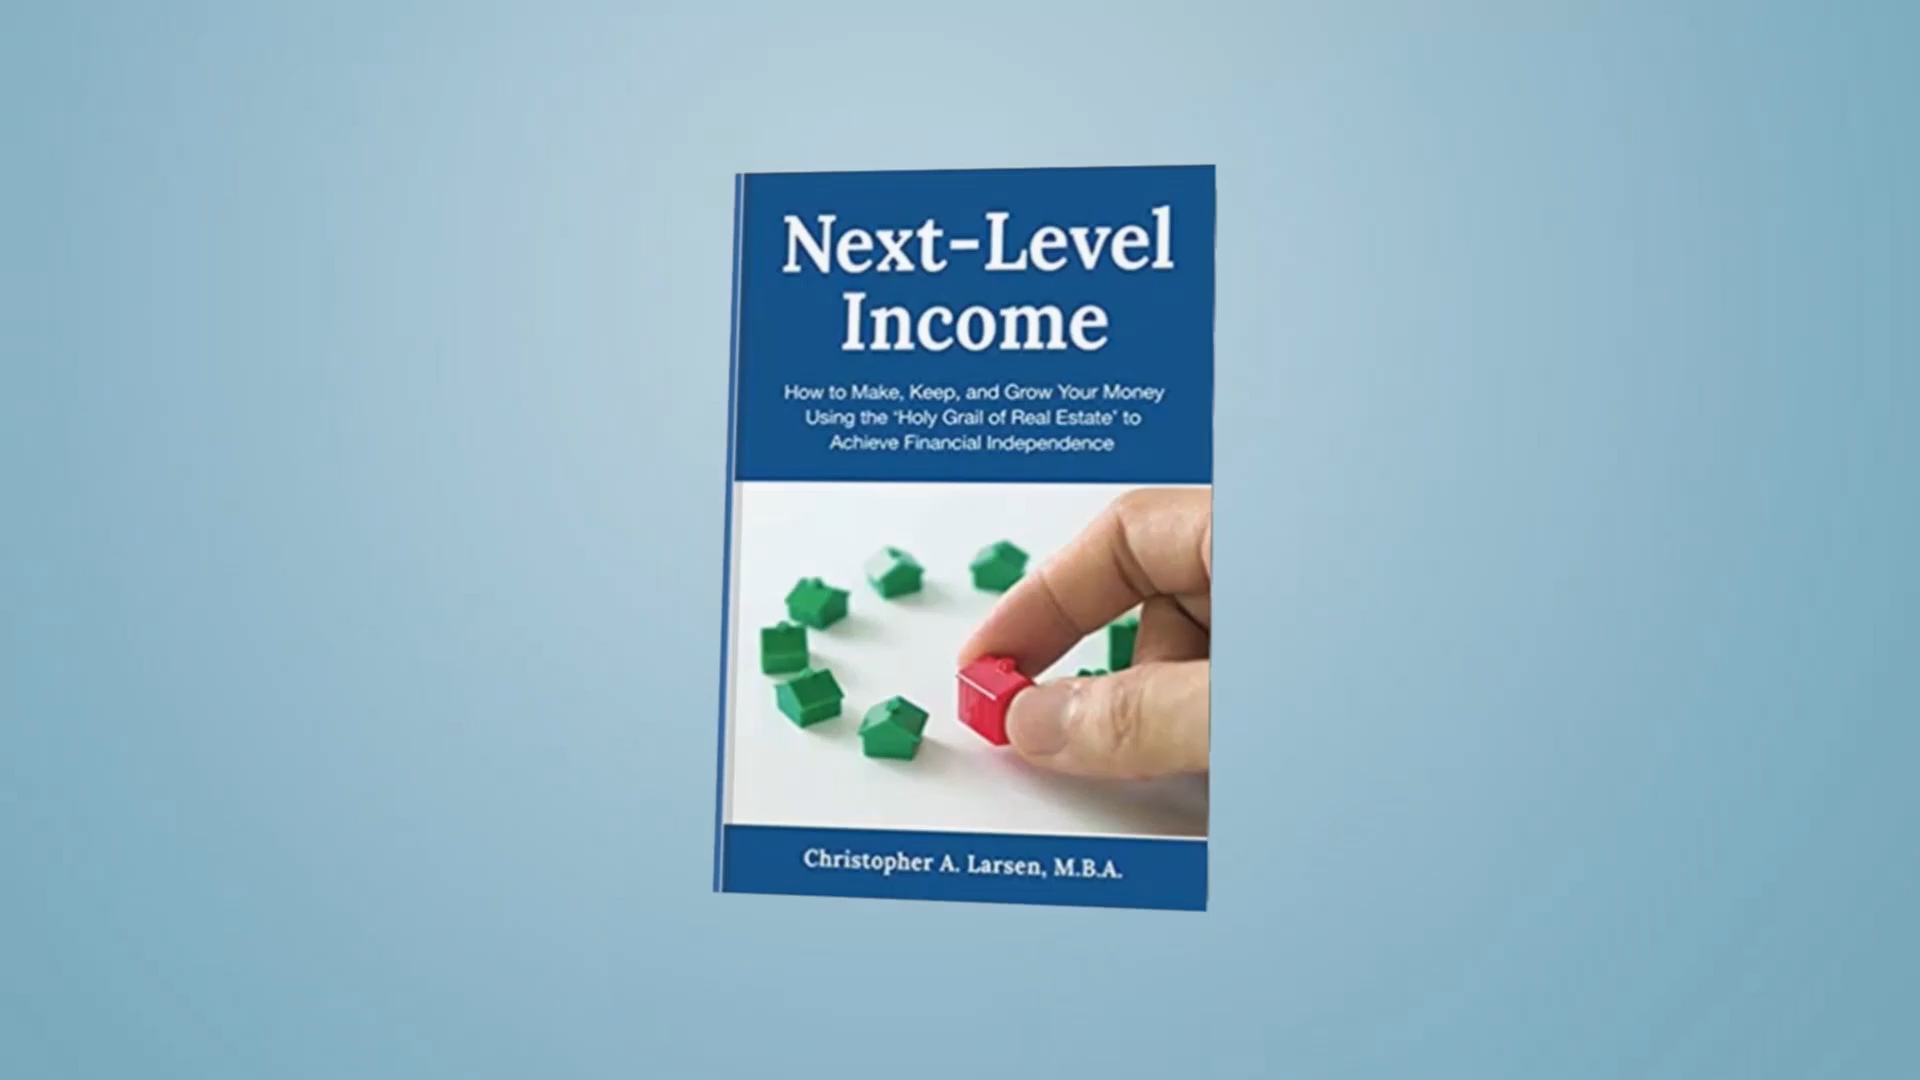 Next-Level
Income
How to Make, Keep, and Grow Your Money
Using the 'Holy Grail of Real Estate' to
Achieve Financial Independence
Christopher A. Larsen, M.B.A.